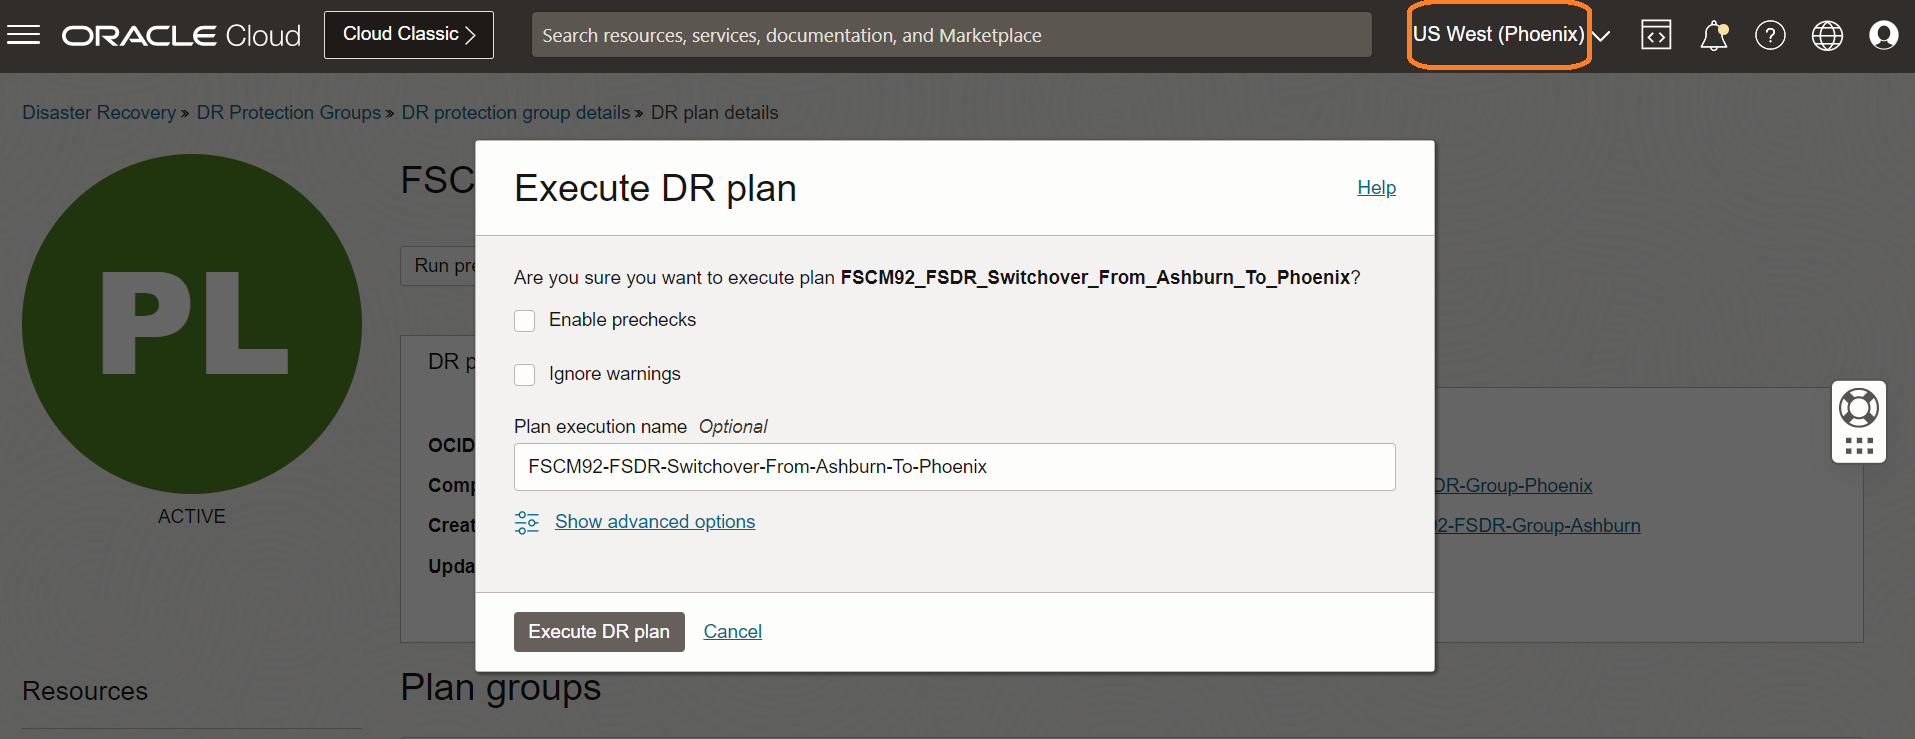 ORACLE Cloud
Cloud Classic
Search resources, services, documentation, and Marketplace
US West (Phoenix)
Disaster Recovery » DR Protection Groups » DR protection group details » DR plan details
PL
ACTIVE
FSC
Run pre
DR p
OCID
Comp
Creat
Upda
DR-Group-Phoenix
2-FSDR-Group-Ashburn
Execute DR plan
Help
Are you sure you want to execute plan FSCM92_FSDR_Switchover_From_Ashburn_To_Phoenix?
Enable prechecks
Ignore warnings
Plan execution name Optional
FSCM92-FSDR-Switchover-From-Ashburn-To-Phoenix
Show advanced options
Execute DR plan
Cancel
Resources
Plan groups